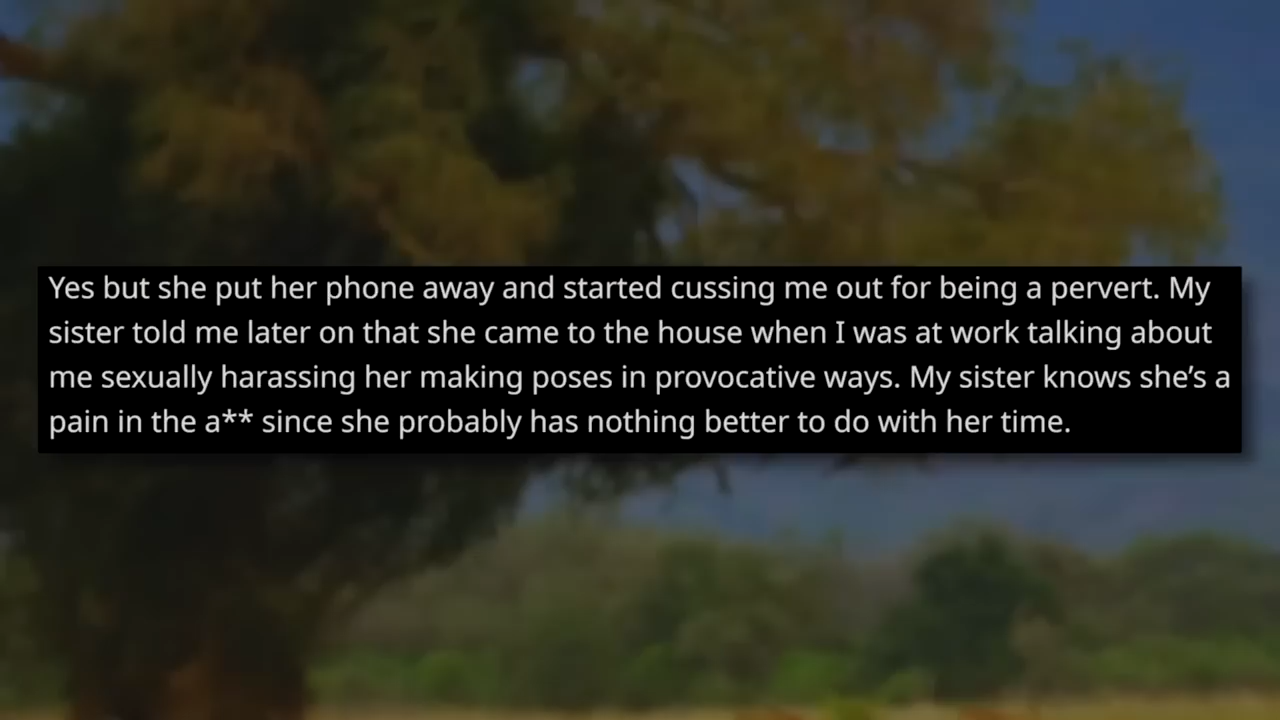 Yes but she put her phone away and started cussing me out for being a pervert. My
sister told me later on that she came to the house when I was at work talking about
me sexually harassing her making poses in provocative ways. My sister knows she’s a
pain in the a** since she probably has nothing better to do with her time.